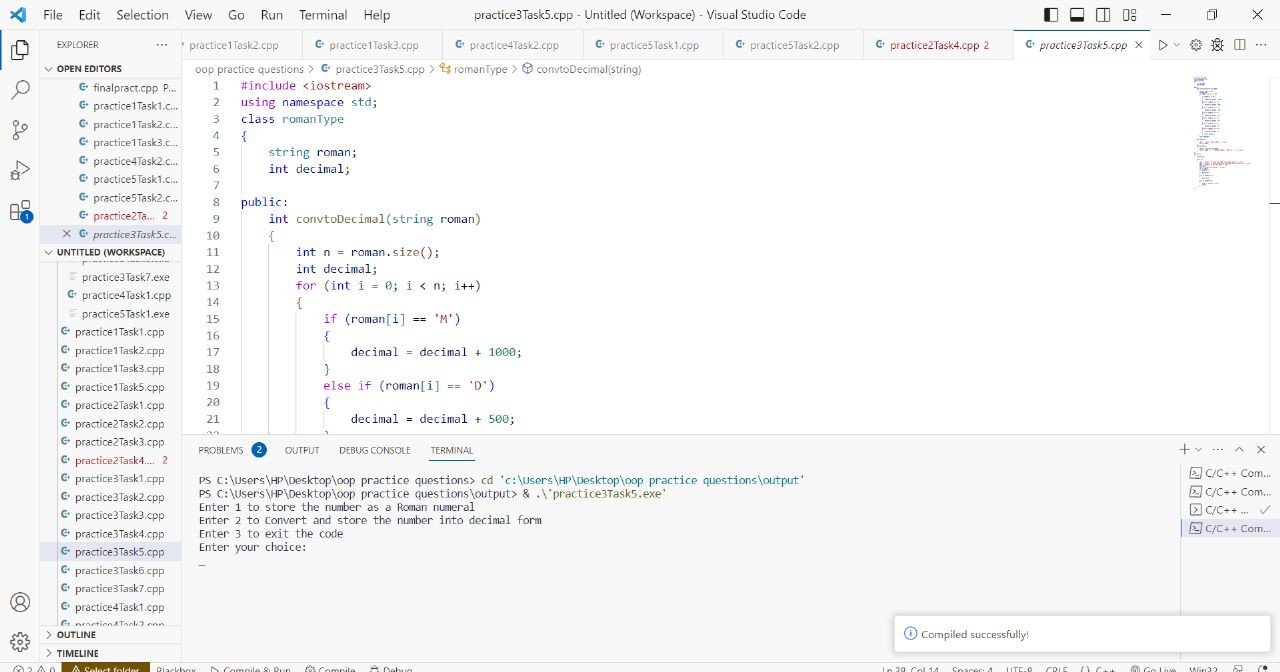 File Edit Selection View Go Run Terminal Help practice3Task5.cpp - Untitled (Workspace) - Visual Studio Code
EXPLORER
practice1Task2.cpp practice1Task3.cpp practice4Task2.cpp practice5Task1.cpp practice5Task2.cpp practice2Task4.cpp 2 practice3Task5.cpp
OPEN EDITORS
finalpract.cpp P...
practice1Task1.c...
practice1Task2.c...
practice1Task3.c...
practice4Task2.c...
practice5Task1.c...
practice5Task2.c...
practice2Ta... 2
practice3Task5.c...
UNTITLED (WORKSPACE)
practice3Task7.exe
practice4Task1.cpp
practice5Task1.exe
practice1Task1.cpp
practice1Task2.cpp
practice1Task3.cpp
practice1Task5.cpp
practice2Task1.cpp
practice2Task2.cpp
practice2Task3.cpp
practice2Task4.... 2
practice3Task1.cpp
practice3Task2.cpp
practice3Task3.cpp
practice3Task4.cpp
practice3Task5.cpp
practice3Task6.cpp
practice3Task7.cpp
practice4Task1.cpp
practice4Task2.cpp
OUTLINE
TIMELINE
1
oop practice questions > practice3Task5.cpp > romanType > convtoDecimal(string)
1 #include <iostream>
2 using namespace std;
3 class romanType
4 {
5 string roman;
6 int decimal;
7
8 public:
9 int convtoDecimal(string roman)
10 {
11 int n = roman.size();
12 int decimal;
13 for (int i = 0; i < n; i++)
14 {
15 if (roman[i] == 'M')
16 {
17 decimal = decimal + 1000;
18 }
19 else if (roman[i] == 'D')
20 {
21 decimal = decimal + 500;
PROBLEMS 2 OUTPUT DEBUG CONSOLE TERMINAL
PS C:\Users\HP\Desktop\oop practice questions> cd 'c:\Users\HP\Desktop\oop practice questions\output'
PS C:\Users\HP\Desktop\oop practice questions\output> & .\'practice3Task5.exe'
Enter 1 to store the number as a Roman numeral
Enter 2 to Convert and store the number into decimal form
Enter 3 to exit the code
Enter your choice:
C/C++ Com...
C/C++ Com...
C/C++ ...
C/C++ Com...
Compiled successfully!
2 0 Select folder Blackbox Compile & Run Compile Debug Spaces: 4 UTF-8 CRLF {} C++ Go Live Win32